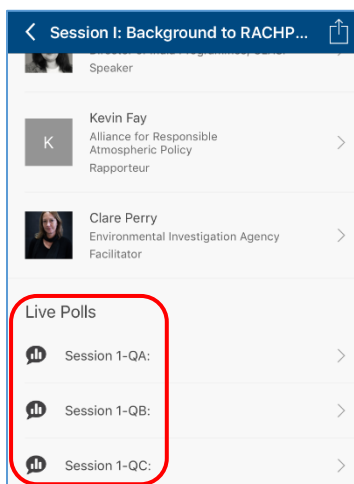 Session I: Background to RACHP...
Speaker
K
Kevin Fay
Alliance for Responsible
Atmospheric Policy
Rapporteur
Clare Perry
Environmental Investigation Agency
Facilitator
Live Polls
Session 1-QA:
Session 1-QB:
Session 1-QC: